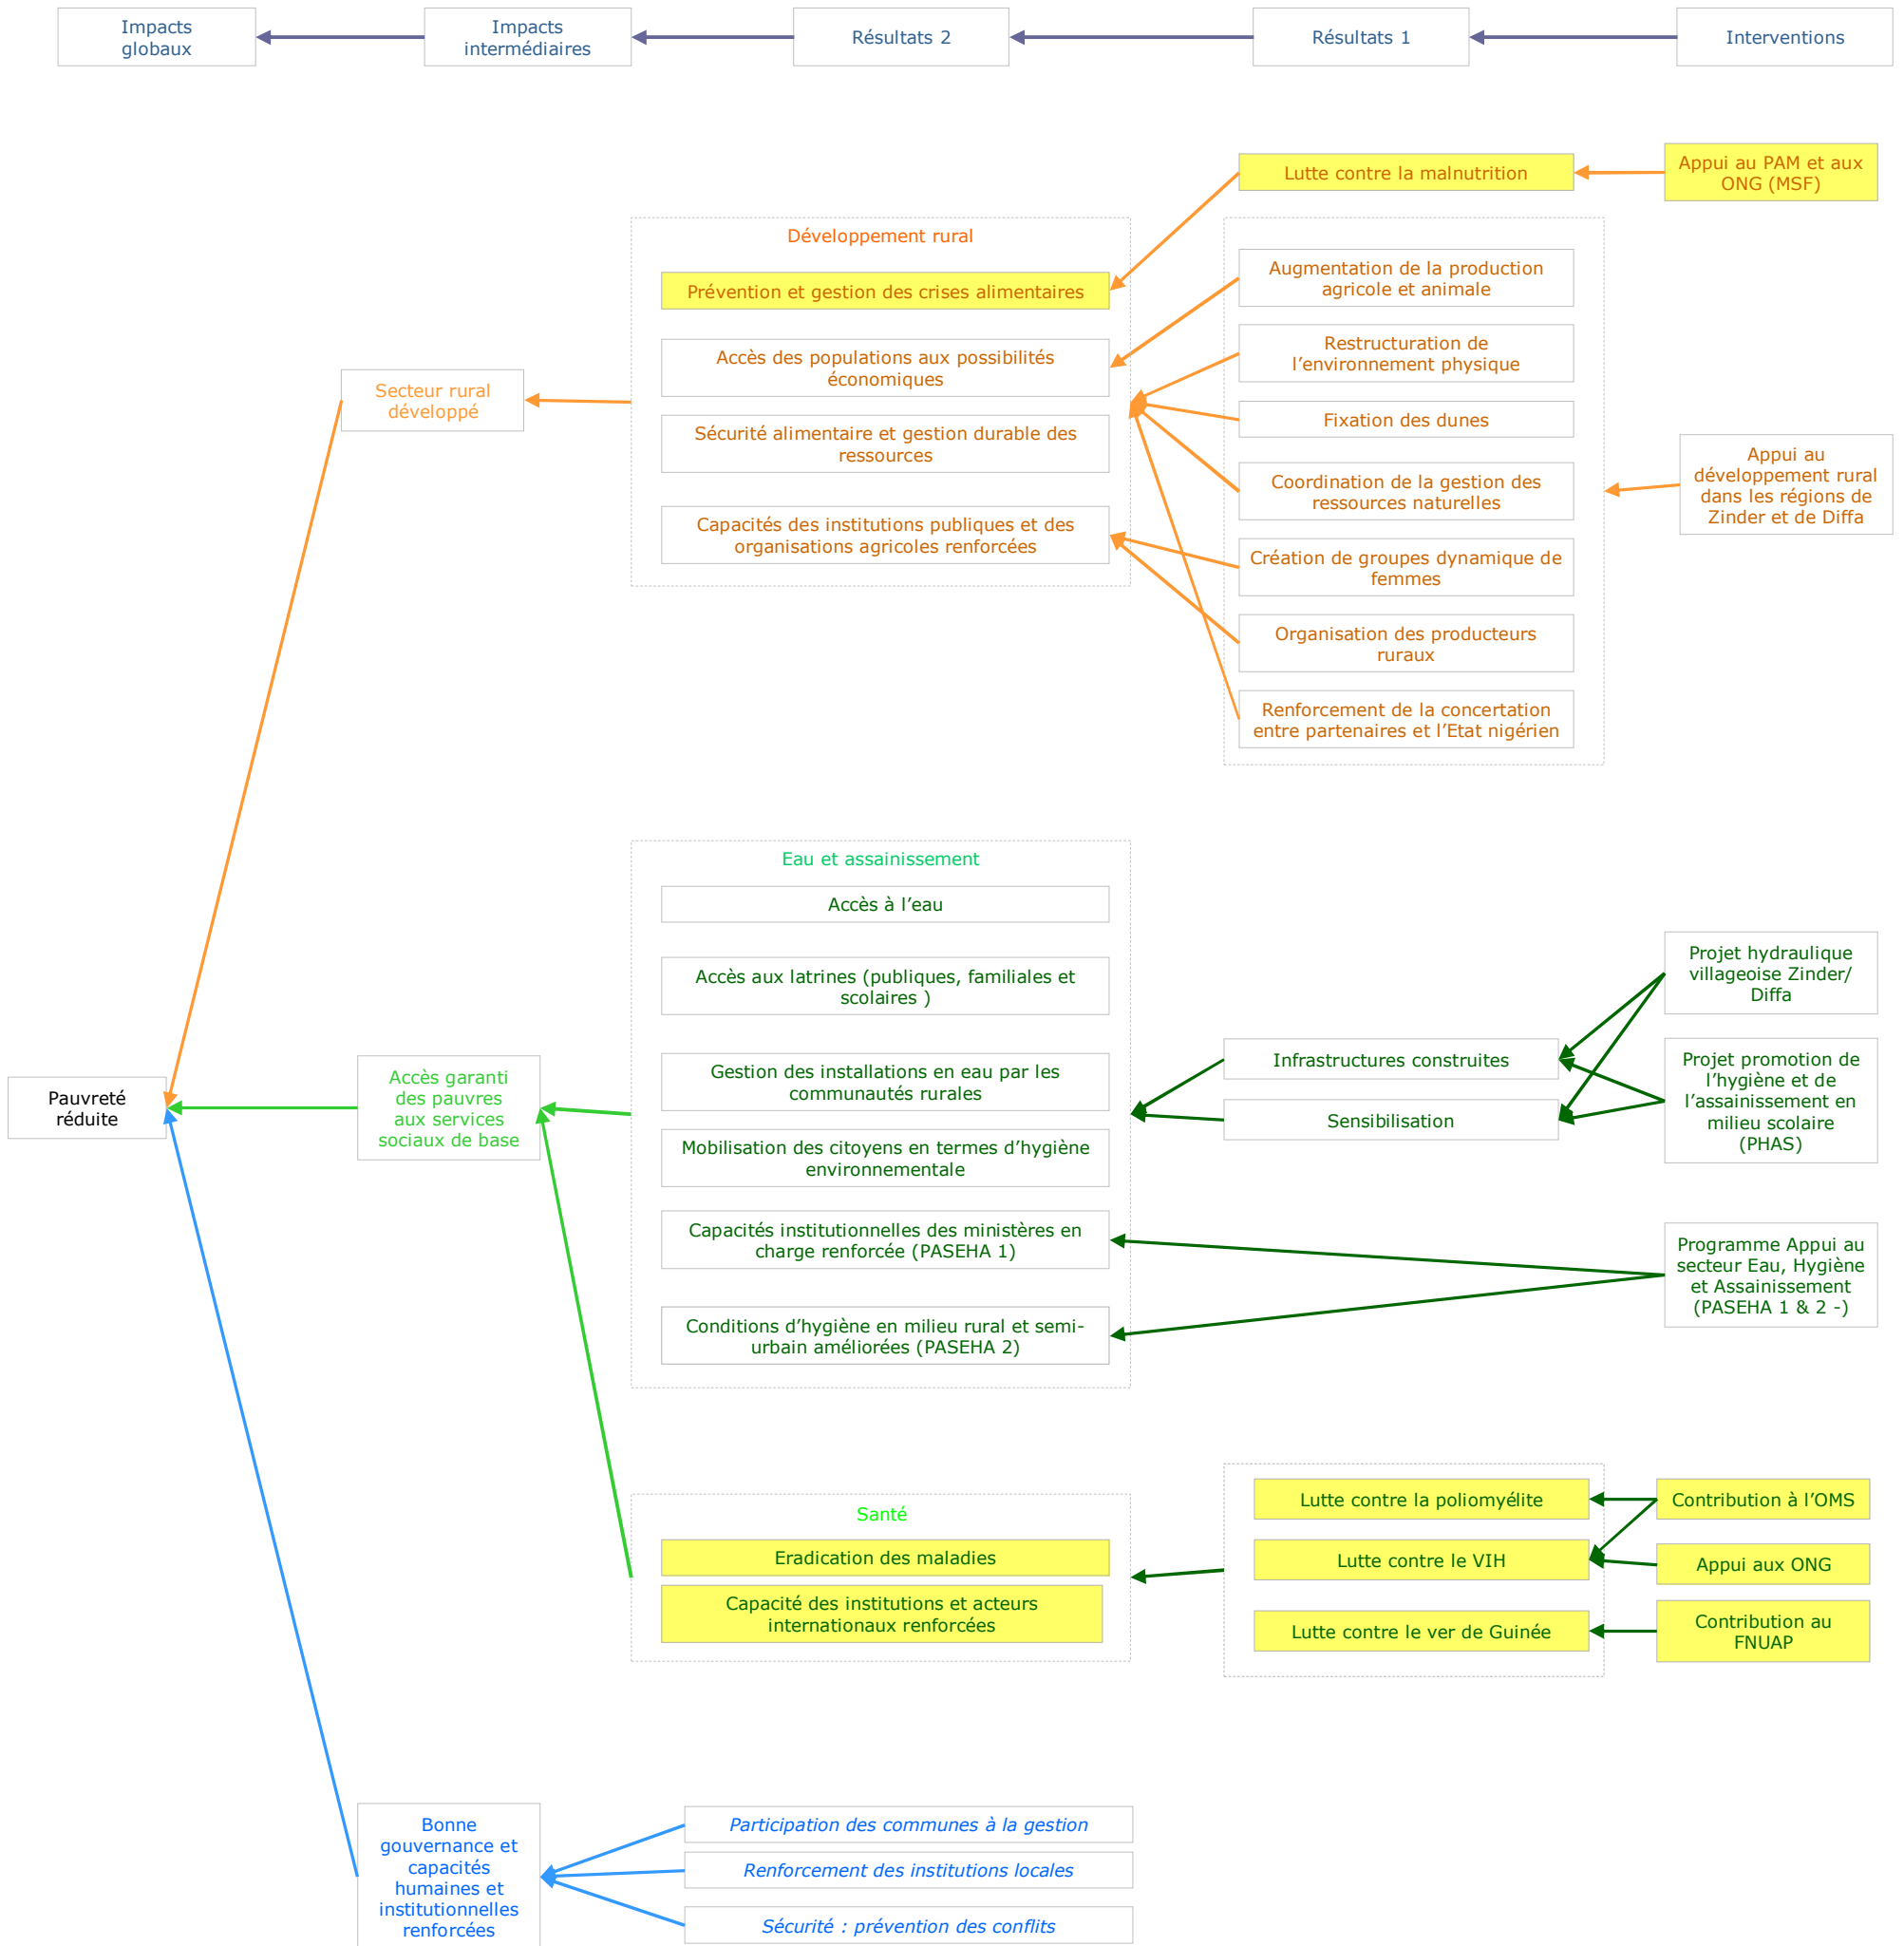 Impacts
globaux
Impacts
intermédiaires
Résultats 2
Résultats 1
Interventions
Lutte contre la malnutrition
Appui au PAM et aux
ONG (MSF)
Développement rural
Prévention et gestion des crises alimentaires
Accès des populations aux possibilités
économiques
Sécurité alimentaire et gestion durable des
ressources
Capacités des institutions publiques et des
organisations agricoles renforcées
Augmentation de la production
agricole et animale
Restructuration de
l’environnement physique
Fixation des dunes
Coordination de la gestion des
ressources naturelles
Création de groupes dynamique de
femmes
Organisation des producteurs
ruraux
Renforcement de la concertation
entre partenaires et l’Etat nigérien
Appui au
développement rural
dans les régions de
Zinder et de Diffa
Secteur rural
développé
Eau et assainissement
Accès à l’eau
Accès aux latrines (publiques, familiales et
scolaires )
Gestion des installations en eau par les
communautés rurales
Mobilisation des citoyens en termes d’hygiène
environnementale
Capacités institutionnelles des ministères en
charge renforcée (PASEHA 1)
Conditions d’hygiène en milieu rural et semi-
urbain améliorées (PASEHA 2)
Infrastructures construites
Sensibilisation
Projet hydraulique
villageoise Zinder/
Diffa
Projet promotion de
l’hygiène et de
l’assainissement en
milieu scolaire
(PHAS)
Programme Appui au
secteur Eau, Hygiène
et Assainissement
(PASEHA 1 & 2 -)
Pauvreté
réduite
Accès garanti
des pauvres
aux services
sociaux de base
Santé
Eradication des maladies
Capacité des institutions et acteurs
internationaux renforcées
Lutte contre la poliomyélite
Lutte contre le VIH
Lutte contre le ver de Guinée
Contribution à l’OMS
Appui aux ONG
Contribution au
FNUAP
Bonne
gouvernance et
capacités
humaines et
institutionnelles
renforcées
Participation des communes à la gestion
Renforcement des institutions locales
Sécurité : prévention des conflits